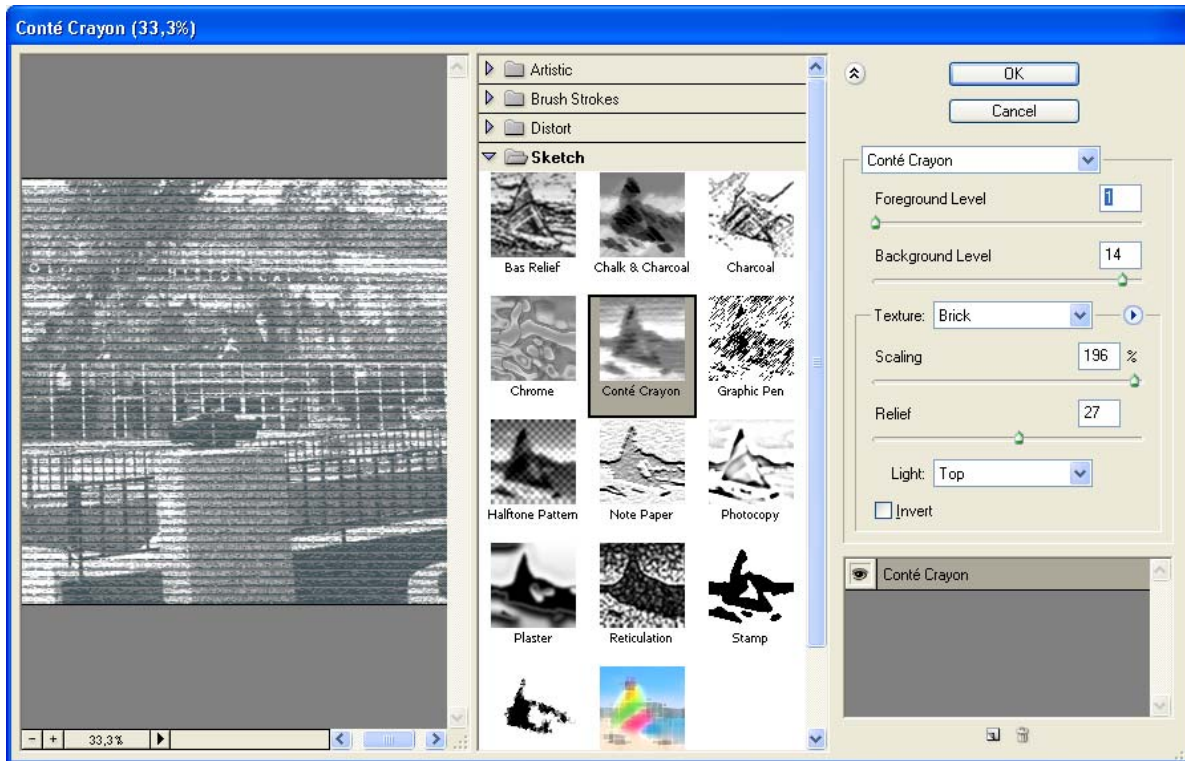 Conté Crayon (33,3%)
Artistic
Brush Strokes
Distort
Sketch
Bas Relief
Chalk & Charcoal
Charcoal
Chrome
Conté Crayon
Graphic Pen
Halftone Pattern
Note Paper
Photocopy
Plaster
Reticulation
Stamp
- + 33,3%
OK
Cancel
Conté Crayon
Foreground Level 1
Background Level 14
Texture: Brick
Scaling 196 %
Relief 27
Light: Top
Invert
Conté Crayon